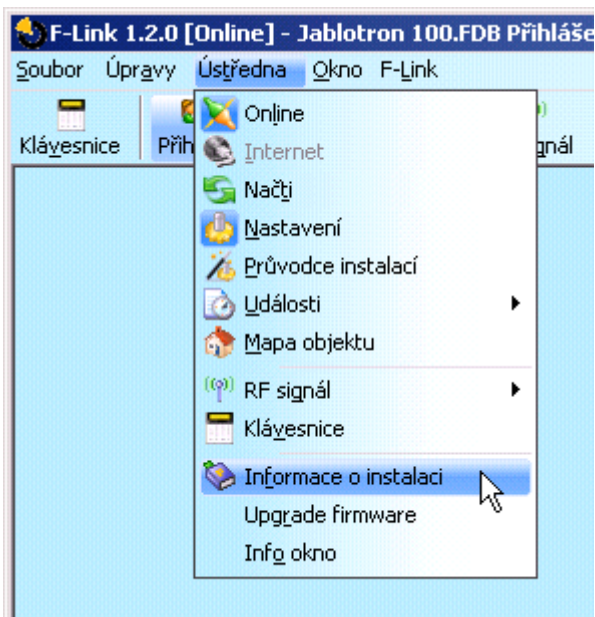 F-Link 1.2.0 [Online] - Jablotron 100.FDB
Soubor Úpravy Ústředna Okno F-Link
Klávesnice
Online
Internet
Načti
Nastavení
Průvodce instalací
Události
Mapa objektu
RF signál
Klávesnice
Informace o instalaci
Upgrade firmware
Info okno